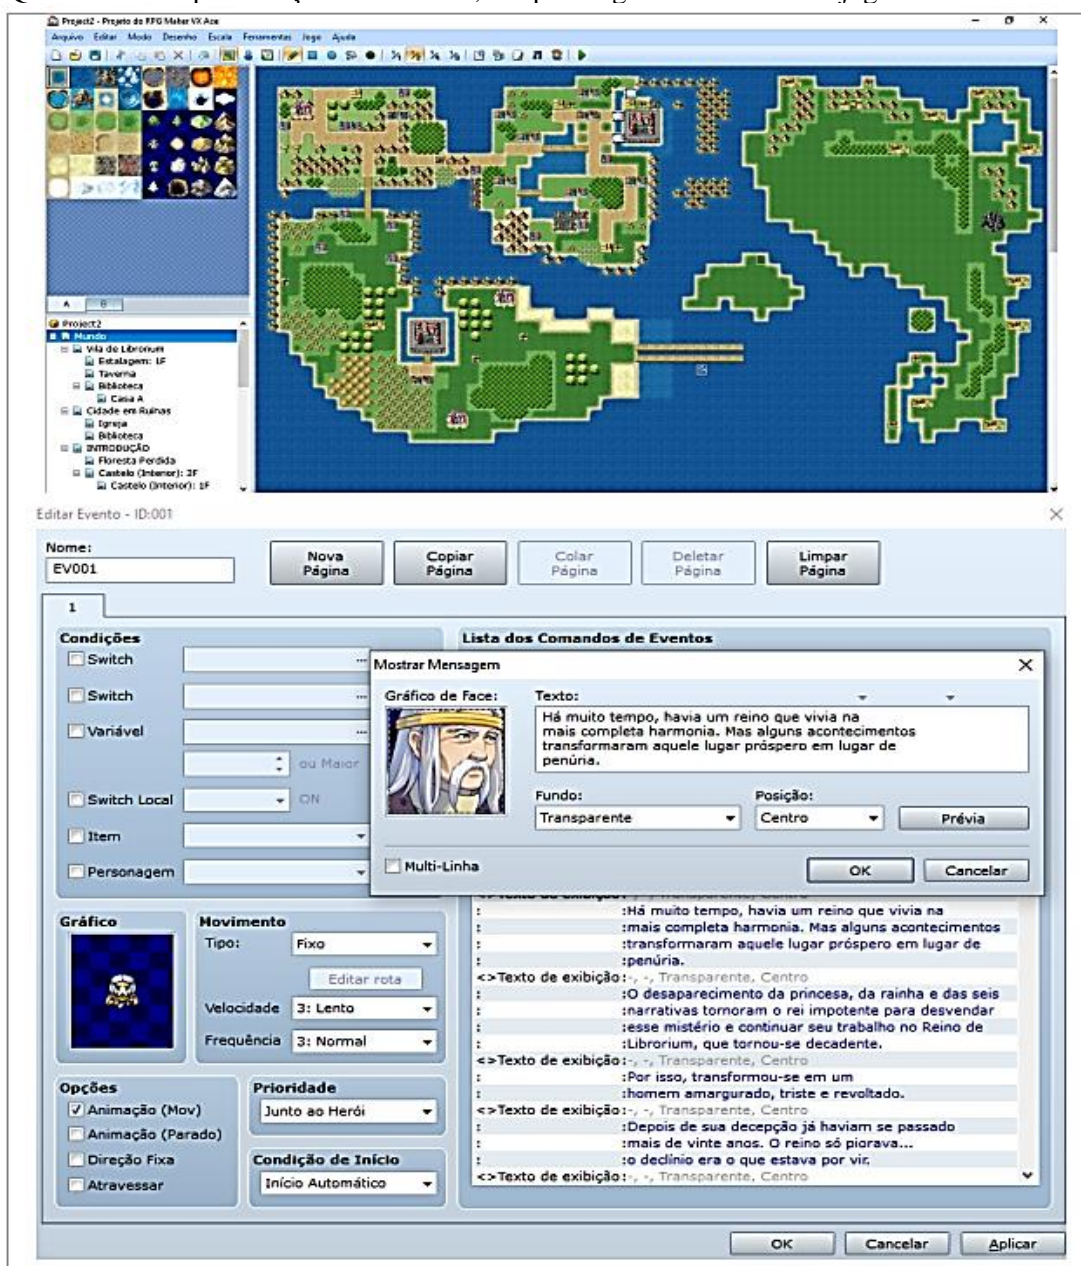 Project2 - Projeto do RPG Maker VX Ace
Arquivo Editar Modo Desenho Escala Ferramentas Jogo Ajuda
A B
Project2
Mundo
Vila de Libronum
Estalagem: 1F
Taverna
Biblioteca
Casa A
Cidade em Ruínas
Igreja
Biblioteca
INTRODUÇÃO
Floresta Perdida
Castelo (Interior): 2F
Castelo (Interior): 1F
Editar Evento - ID:001
Nome:
EV001
Nova Página
Copiar Página
Colar Página
Deletar Página
Limpar Página
1
Condições
Switch
Switch
Variável
ou Maior
Switch Local
ON
Item
Personagem
Lista dos Comandos de Eventos
Mostrar Mensagem
Gráfico de Face:
Texto:
Há muito tempo, havia um reino que vivia na
mais completa harmonia. Mas alguns acontecimentos
transformaram aquele lugar próspero em lugar de
penúria.
Fundo:
Transparente
Posição:
Centro
Prévia
Multi-Linha
OK
Cancelar
Gráfico
Movimento
Tipo: Fixo
Editar rota
Velocidade 3: Lento
Frequência 3: Normal
Opções
Animação (Mov)
Animação (Parado)
Direção Fixa
Atravessar
Prioridade
Junto ao Herói
Condição de Início
Início Automático
: :Há muito tempo, havia um reino que vivia na
: :mais completa harmonia. Mas alguns acontecimentos
: :transformaram aquele lugar próspero em lugar de
: :penúria.
<>Texto de exibição:-, -, Transparente, Centro
: :O desaparecimento da princesa, da rainha e das seis
: :narrativas tornoram o rei impotente para desvendar
: :esse mistério e continuar seu trabalho no Reino de
: :Librorium, que tornou-se decadente.
<>Texto de exibição:-, -, Transparente, Centro
: :Por isso, transformou-se em um
: :homem amargurado, triste e revoltado.
<>Texto de exibição:-, -, Transparente, Centro
: :Depois de sua decepção já haviam se passado
: :mais de vinte anos. O reino só piorava...
: :o declínio era o que estava por vir.
<>Texto de exibição:-, -, Transparente, Centro
OK
Cancelar
Aplicar